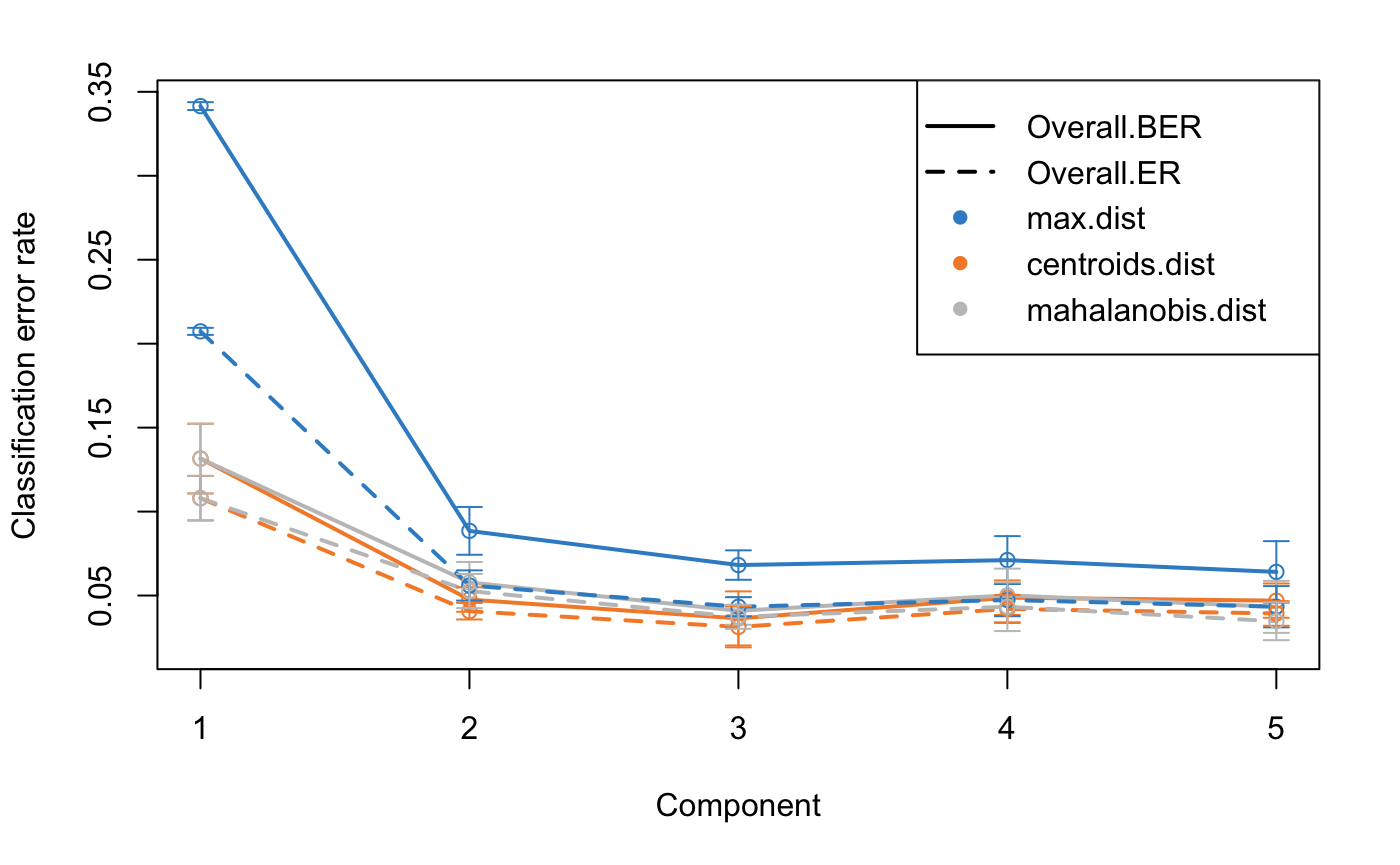 0.35
0.25
0.15
0.05
Classification error rate
Overall.BER
Overall.ER
max.dist
centroids.dist
mahalanobis.dist
1 2 3 4 5
Component